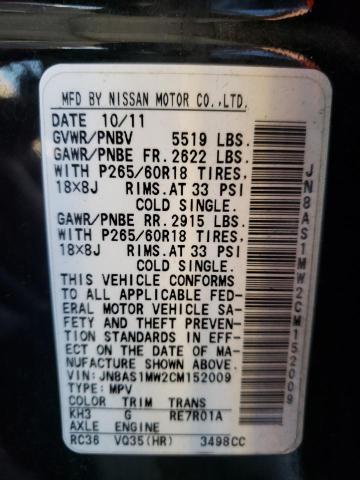 MFD BY NISSAN MOTOR CO.,LTD.
DATE 10/11
GVWR/PNBV 5519 LBS.
GAWR/PNBE FR. 2622 LBS.
WITH P265/60R18 TIRES,
18×8J RIMS.AT 33 PSI
COLD SINGLE.
GAWR/PNBE RR. 2915 LBS.
WITH P265/60R18 TIRES,
18×8J RIMS.AT 33 PSI
COLD SINGLE.
THIS VEHICLE CONFORMS
TO ALL APPLICABLE FED-
ERAL MOTOR VEHICLE SA-
FETY AND THEFT PREVEN-
TION STANDARDS IN EFF-
ECT ON THE DATE OF MA-
NUFACTURE SHOWN ABOVE.
VIN:JN8AS1MW2CM152009
TYPE: MPV
COLOR TRIM TRANS
KH3 G RE7R01A
AXLE ENGINE
RC36 VQ35(HR) 3498CC
JN8AS1MW2CM152009